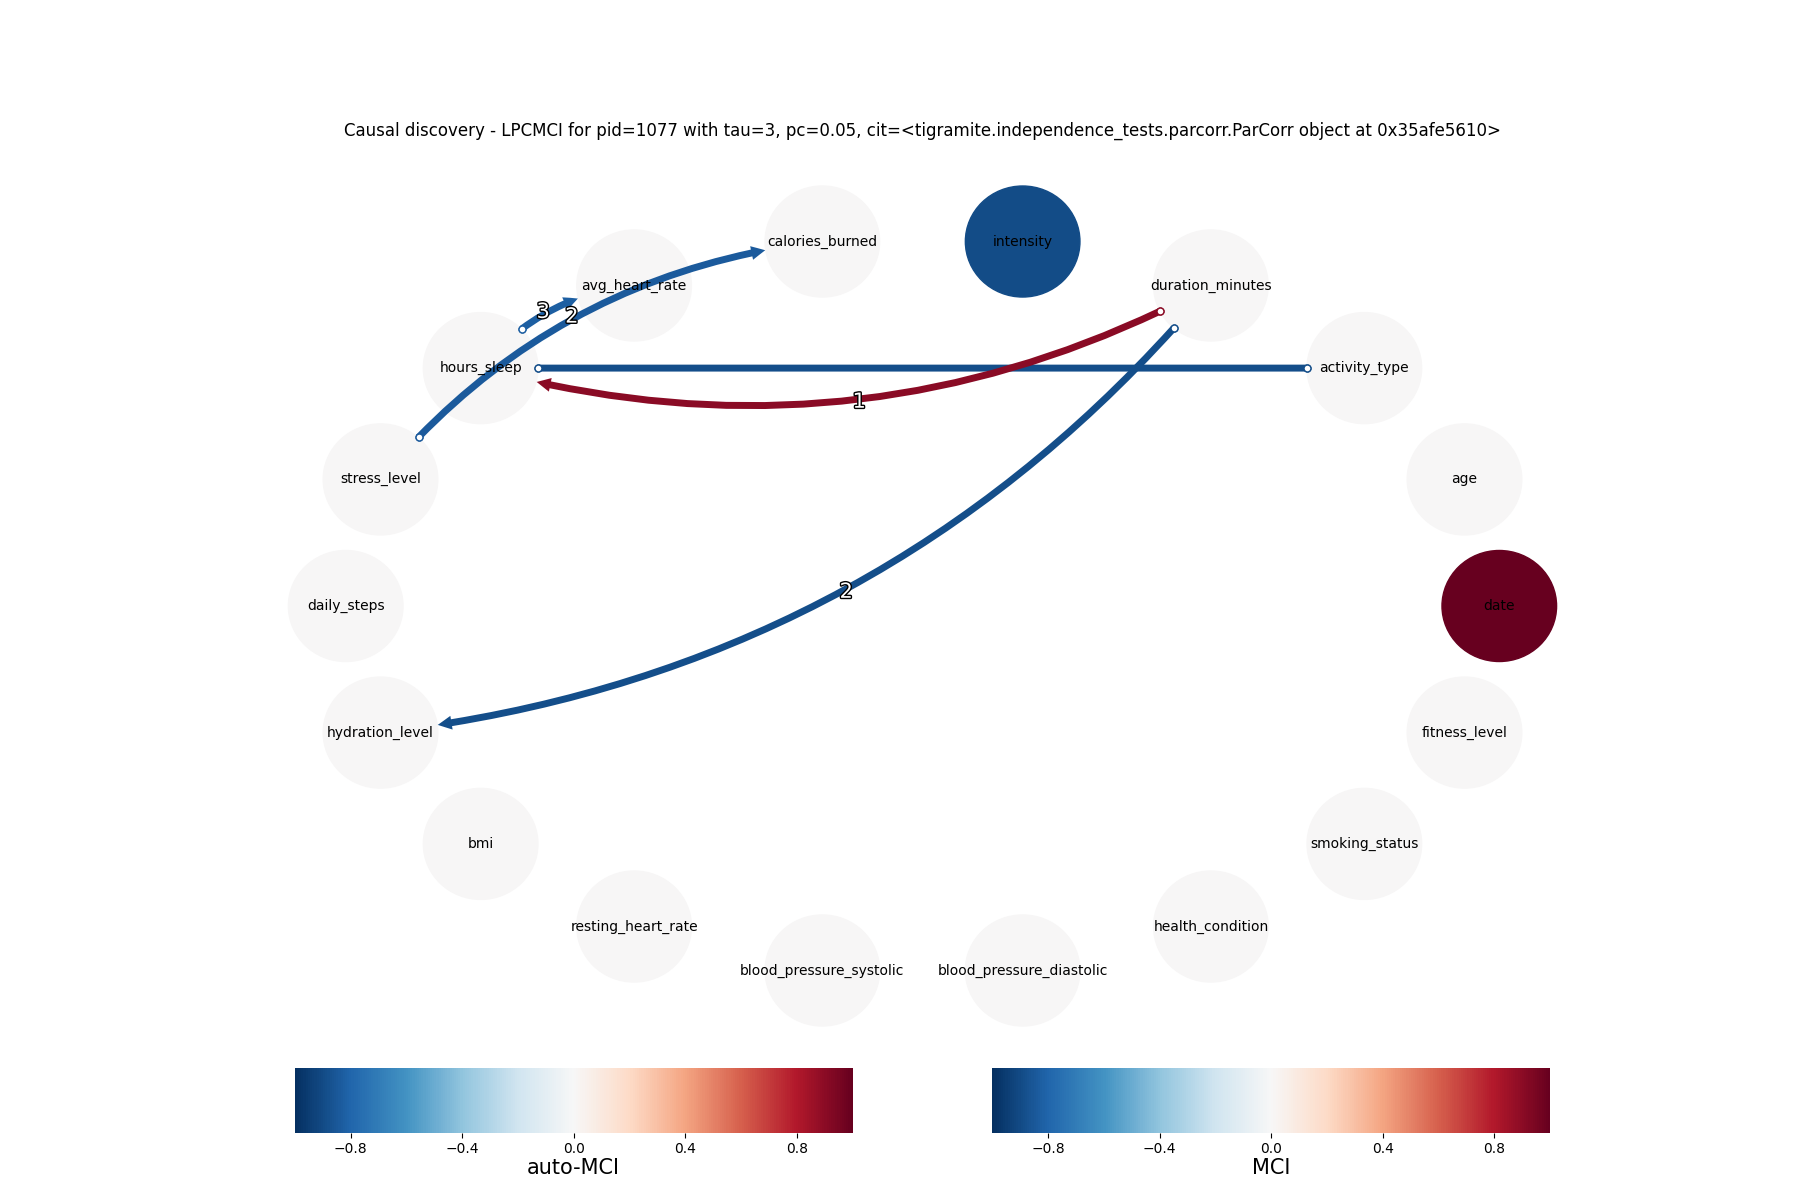 Causal discovery - LPCMCI for pid=1077 with tau=3, pc=0.05, cit=<tigramite.independence_tests.parcorr.ParCorr object at 0x35afe5610>
calories_burned
intensity
avg_heart_rate
duration_minutes
3
2
hours_sleep
activity_type
1
stress_level
age
2
daily_steps
date
hydration_level
fitness_level
bmi
smoking_status
resting_heart_rate
health_condition
blood_pressure_systolic
blood_pressure_diastolic
−0.8 −0.4 0.0 0.4 0.8
auto-MCI
−0.8 −0.4 0.0 0.4 0.8
MCI